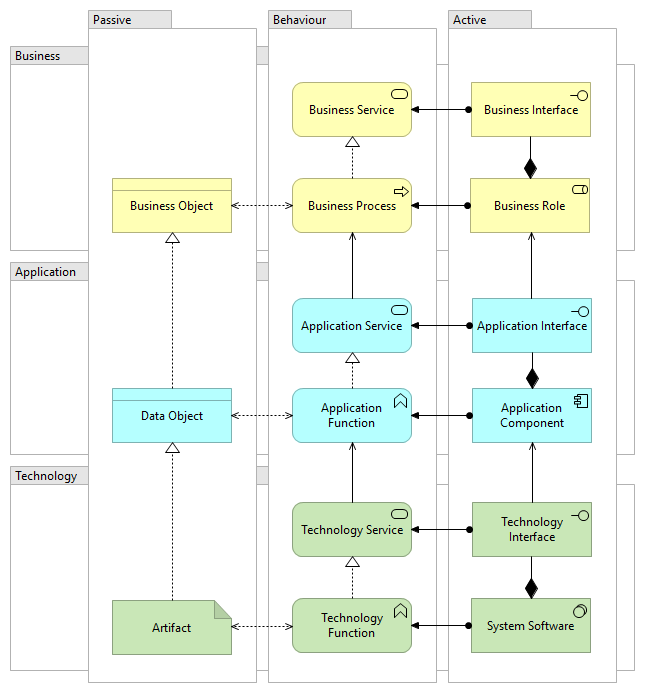 Passive
Behaviour
Active
Business
Business Service
Business Interface
Business Object
Business Process
Business Role
Application
Application Service
Application Interface
Data Object
Application
Function
Application
Component
Technology
Technology Service
Technology
Interface
Artifact
Technology
Function
System Software